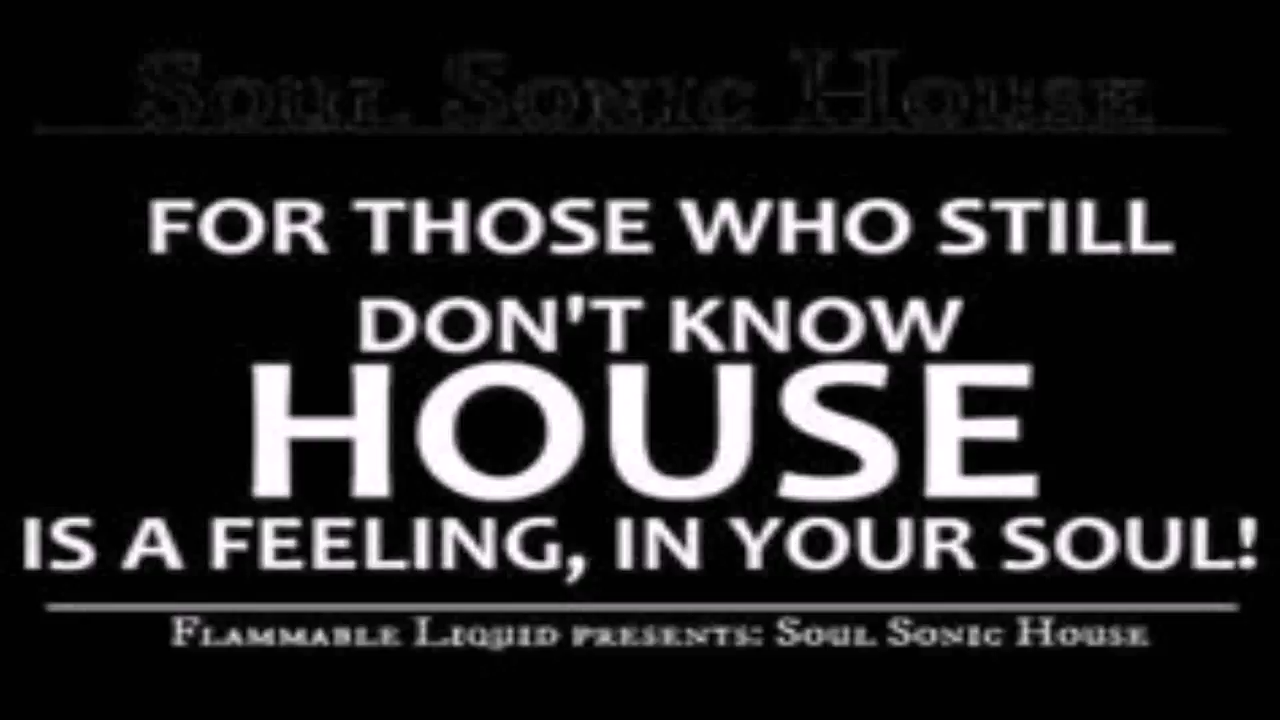 Soul Sonic House
FOR THOSE WHO STILL
DON'T KNOW
HOUSE
IS A FEELING, IN YOUR SOUL!
Flammable Liquid presents: Soul Sonic House